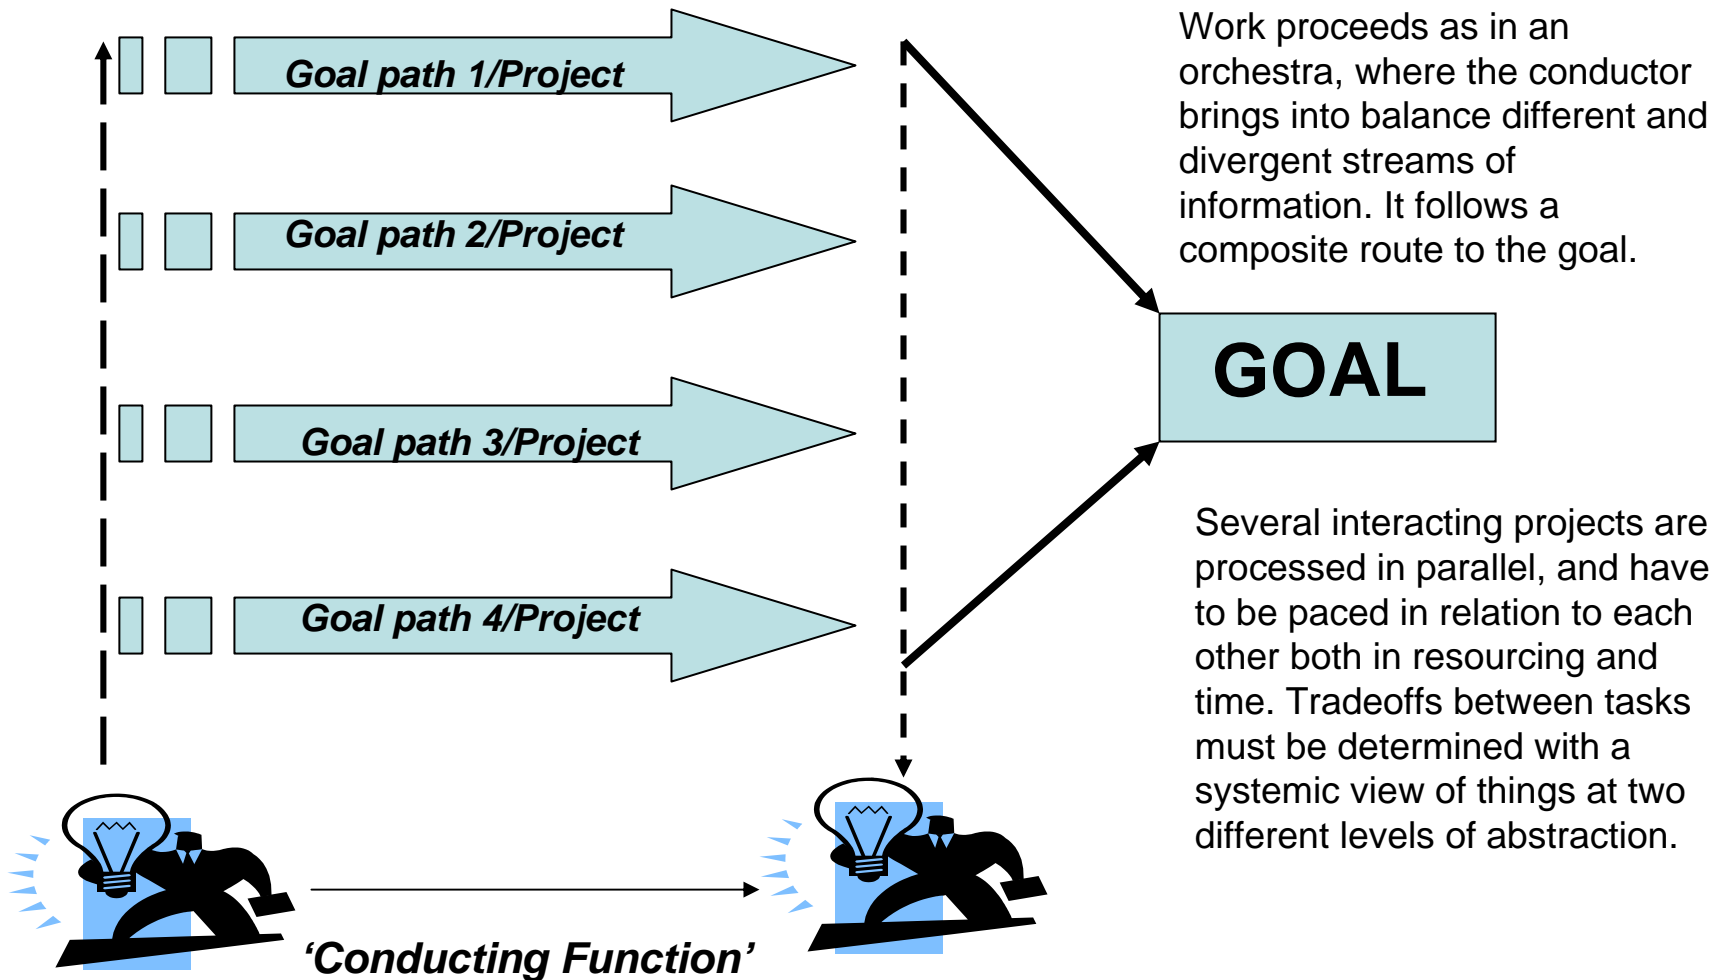 Goal path 1/Project
Goal path 2/Project
Goal path 3/Project
Goal path 4/Project
‘Conducting Function’
Work proceeds as in an
orchestra, where the conductor
brings into balance different and
divergent streams of
information. It follows a
composite route to the goal.
GOAL
Several interacting projects are
processed in parallel, and have
to be paced in relation to each
other both in resourcing and
time. Tradeoffs between tasks
must be determined with a
systemic view of things at two
different levels of abstraction.